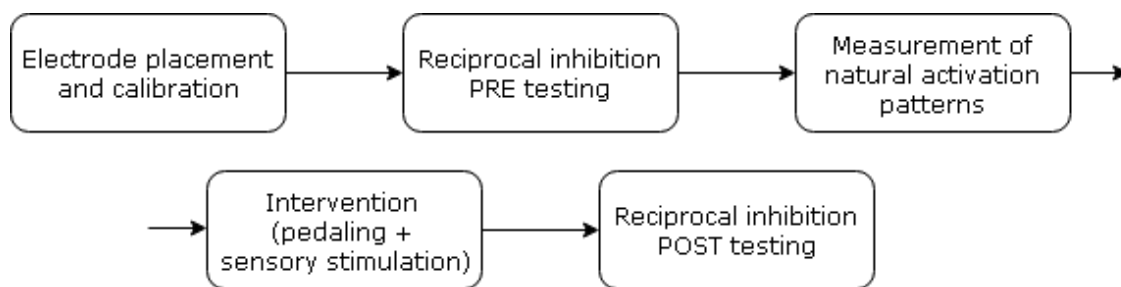 Electrode placement
and calibration
Reciprocal inhibition
PRE testing
Measurement of
natural activation
patterns
Intervention
(pedaling +
sensory stimulation)
Reciprocal inhibition
POST testing